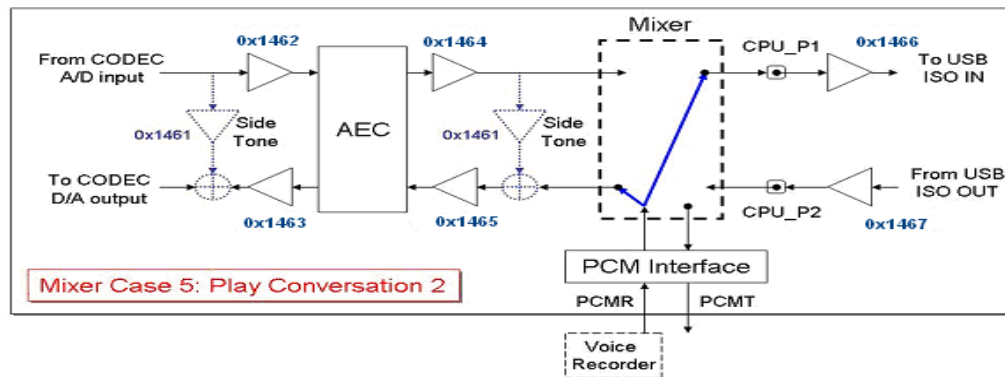 Mixer
0x1462
0x1464
CPU_P1
0x1466
From CODEC
A/D input
To USB
ISO IN
0x1461
Side
Tone
AEC
0x1461
Side
Tone
To CODEC
D/A output
0x1463
0x1465
From USB
ISO OUT
CPU_P2
0x1467
PCM Interface
Mixer Case 5: Play Conversation 2
PCMR
PCMT
Voice
Recorder